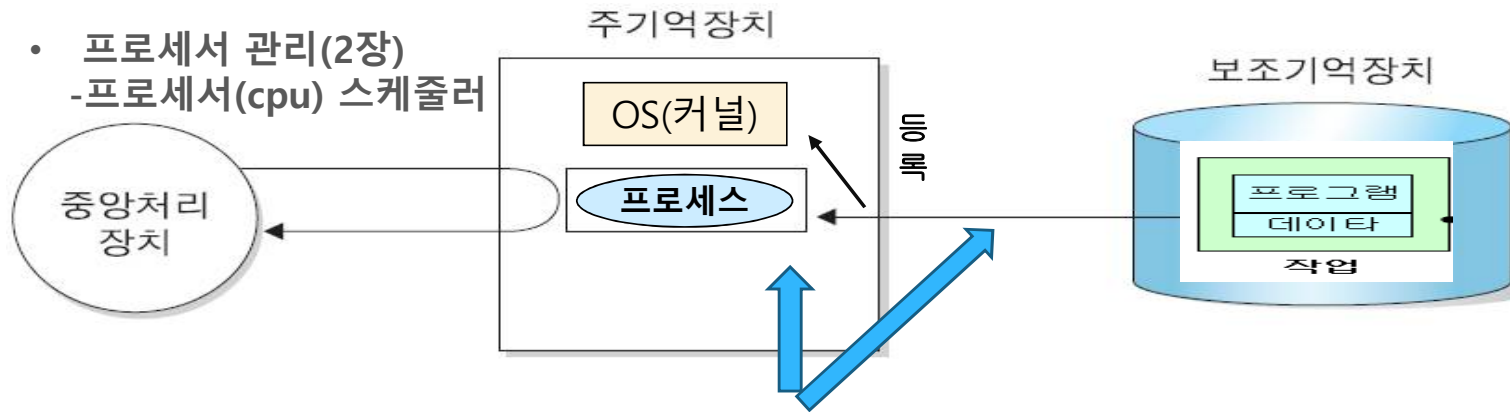 주기억장치
• 프로세서 관리(2장)
-프로세서(cpu) 스케줄러
보조기억장치
OS(커널)
등
록
프로세스
중앙처리
장치
프로그램
데이타
작업